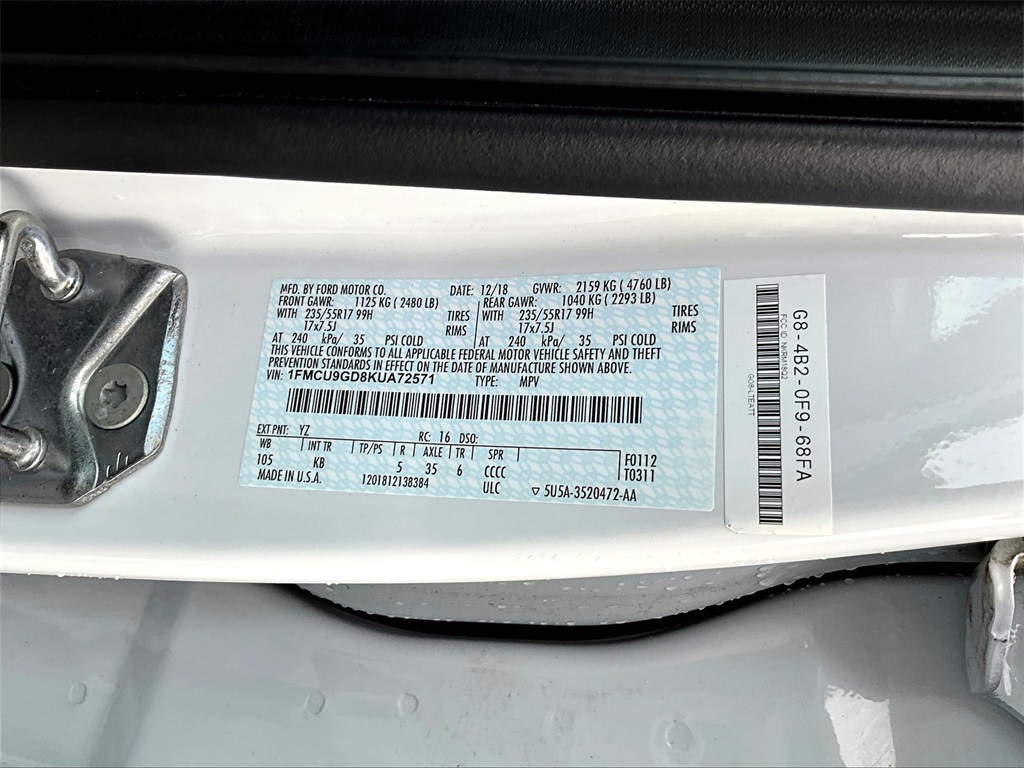 MFD. BY FORD MOTOR CO. DATE: 12/18 GVWR: 2159 KG ( 4760 LB)
FRONT GAWR: 1125 KG ( 2480 LB) REAR GAWR: 1040 KG ( 2293 LB)
WITH 235/55R17 99H TIRES WITH 235/55R17 99H TIRES
17x7.5J RIMS 17x7.5J RIMS
AT 240 kPa/ 35 PSI COLD AT 240 kPa/ 35 PSI COLD
THIS VEHICLE CONFORMS TO ALL APPLICABLE FEDERAL MOTOR VEHICLE SAFETY AND THEFT
PREVENTION STANDARDS IN EFFECT ON THE DATE OF MANUFACTURE SHOWN ABOVE.
VIN: 1FMCU9GD8KUA72571 TYPE: MPV
EXT PNT: YZ RC: 16 DSO:
WB INT TR TP/PS R AXLE TR SPR F0112
105 KB 5 35 6 CCCC T0311
MADE IN U.S.A. 1201812138384 ULC ▽ 5U5A-3520472-AA
G8-4B2-0F9-68FA
GO8-LTEATT